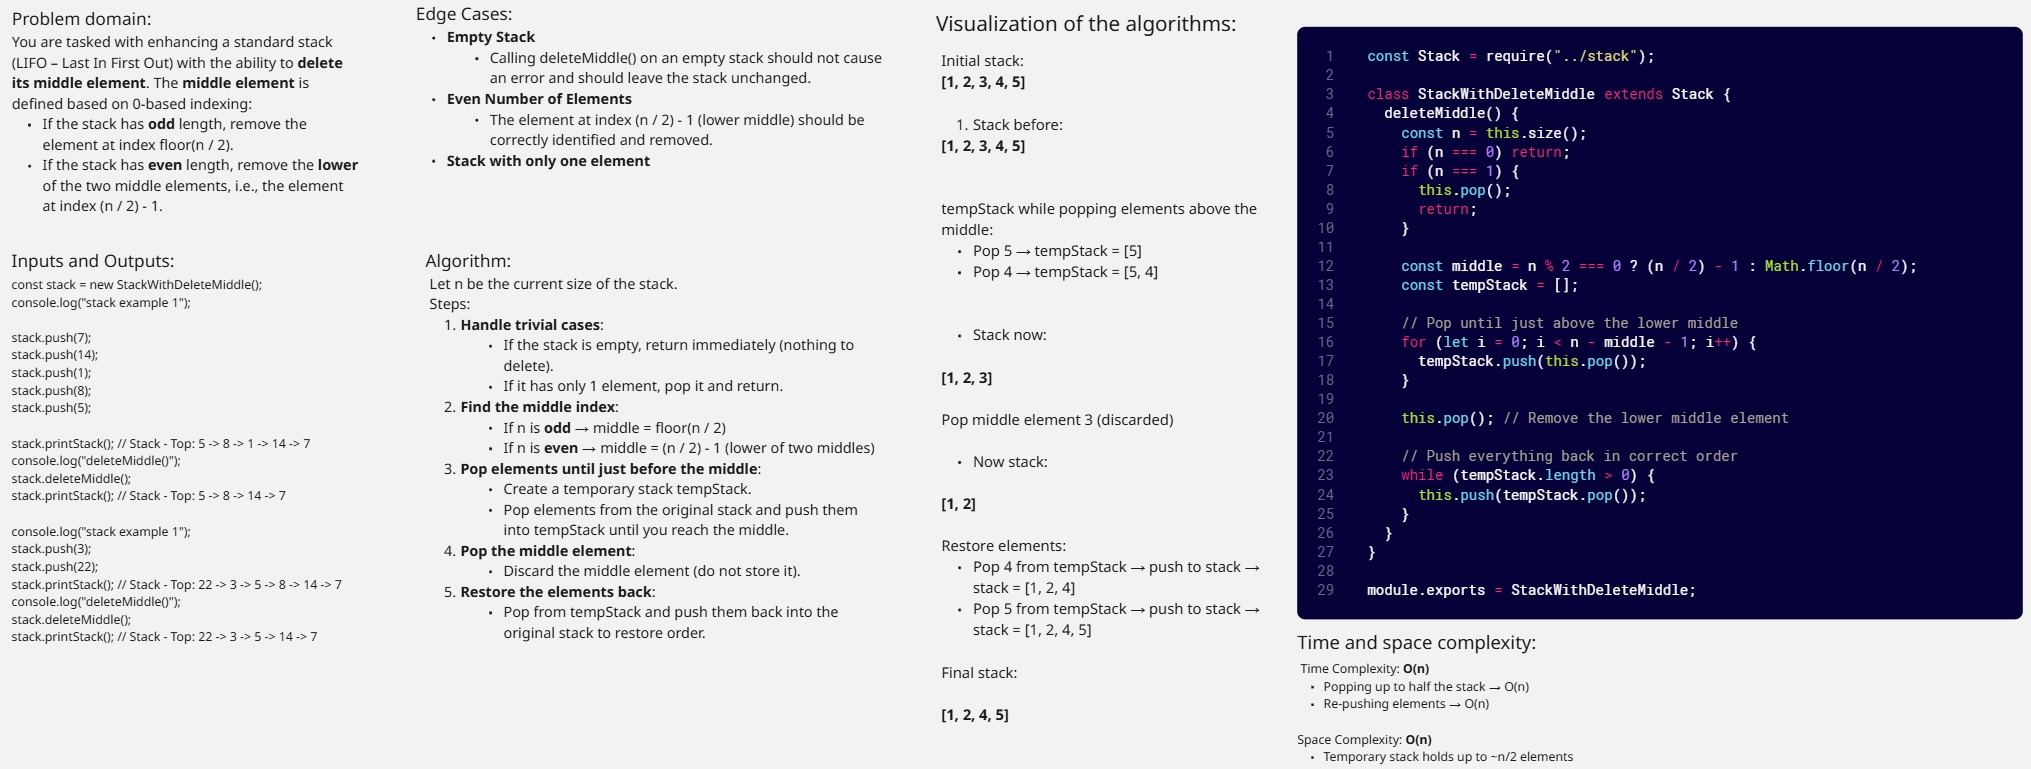 Problem domain:
You are tasked with enhancing a standard stack
(LIFO – Last In First Out) with the ability to delete
its middle element. The middle element is
defined based on 0-based indexing:
• If the stack has odd length, remove the
element at index floor(n / 2).
• If the stack has even length, remove the lower
of the two middle elements, i.e., the element
at index (n / 2) - 1.
Inputs and Outputs:
const stack = new StackWithDeleteMiddle();
console.log("stack example 1");
stack.push(7);
stack.push(14);
stack.push(1);
stack.push(8);
stack.push(5);
stack.printStack(); // Stack - Top: 5 -> 8 -> 1 -> 14 -> 7
console.log("deleteMiddle()");
stack.deleteMiddle();
stack.printStack(); // Stack - Top: 5 -> 8 -> 14 -> 7
console.log("stack example 1");
stack.push(3);
stack.push(22);
stack.printStack(); // Stack - Top: 22 -> 3 -> 5 -> 8 -> 14 -> 7
console.log("deleteMiddle()");
stack.deleteMiddle();
stack.printStack(); // Stack - Top: 22 -> 3 -> 5 -> 14 -> 7
Edge Cases:
• Empty Stack
• Calling deleteMiddle() on an empty stack should not cause
an error and should leave the stack unchanged.
• Even Number of Elements
• The element at index (n / 2) - 1 (lower middle) should be
correctly identified and removed.
• Stack with only one element
Algorithm:
Let n be the current size of the stack.
Steps:
1. Handle trivial cases:
• If the stack is empty, return immediately (nothing to
delete).
• If it has only 1 element, pop it and return.
2. Find the middle index:
• If n is odd → middle = floor(n / 2)
• If n is even → middle = (n / 2) - 1 (lower of two middles)
3. Pop elements until just before the middle:
• Create a temporary stack tempStack.
• Pop elements from the original stack and push them
into tempStack until you reach the middle.
4. Pop the middle element:
• Discard the middle element (do not store it).
5. Restore the elements back:
• Pop from tempStack and push them back into the
original stack to restore order.
Visualization of the algorithms:
Initial stack:
[1, 2, 3, 4, 5]
1. Stack before:
[1, 2, 3, 4, 5]
tempStack while popping elements above the
middle:
• Pop 5 → tempStack = [5]
• Pop 4 → tempStack = [5, 4]
• Stack now:
[1, 2, 3]
Pop middle element 3 (discarded)
• Now stack:
[1, 2]
Restore elements:
• Pop 4 from tempStack → push to stack →
stack = [1, 2, 4]
• Pop 5 from tempStack → push to stack →
stack = [1, 2, 4, 5]
Final stack:
[1, 2, 4, 5]
1 const Stack = require("../stack");
2
3 class StackWithDeleteMiddle extends Stack {
4 deleteMiddle() {
5 const n = this.size();
6 if (n === 0) return;
7 if (n === 1) {
8 this.pop();
9 return;
10 }
11
12 const middle = n % 2 === 0 ? (n / 2) - 1 : Math.floor(n / 2);
13 const tempStack = [];
14
15 // Pop until just above the lower middle
16 for (let i = 0; i < n - middle - 1; i++) {
17 tempStack.push(this.pop());
18 }
19
20 this.pop(); // Remove the lower middle element
21
22 // Push everything back in correct order
23 while (tempStack.length > 0) {
24 this.push(tempStack.pop());
25 }
26 }
27 }
28
29 module.exports = StackWithDeleteMiddle;
Time and space complexity:
Time Complexity: O(n)
• Popping up to half the stack → O(n)
• Re-pushing elements → O(n)
Space Complexity: O(n)
• Temporary stack holds up to ~n/2 elements